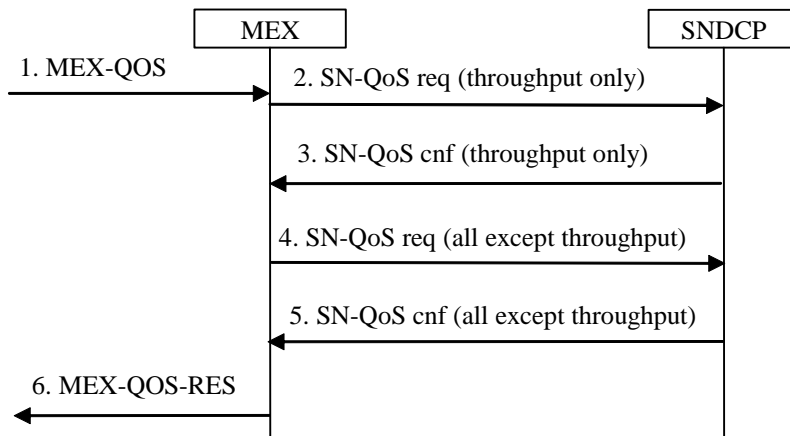 MEX
SNDCP
1. MEX-QOS
2. SN-QoS req (throughput only)
3. SN-QoS cnf (throughput only)
4. SN-QoS req (all except throughput)
5. SN-QoS cnf (all except throughput)
6. MEX-QOS-RES